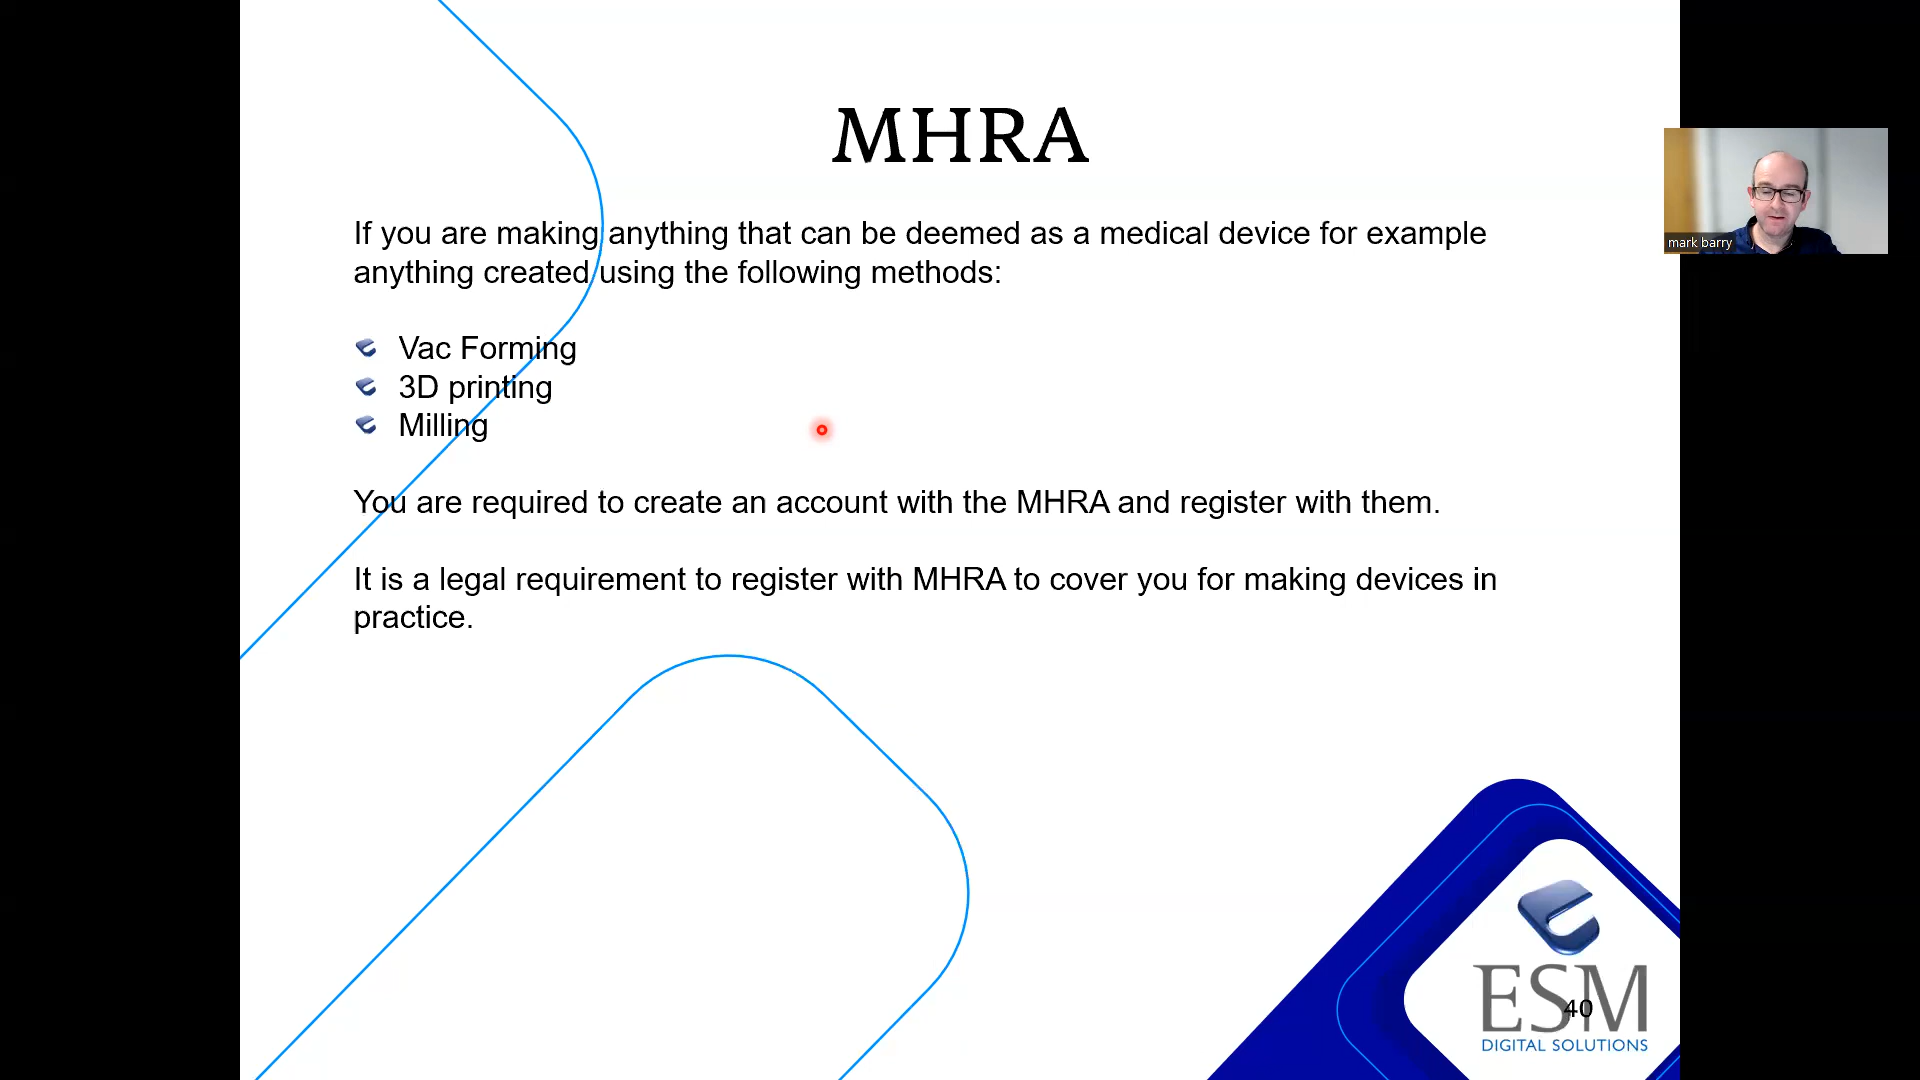 MHRA
If you are making anything that can be deemed as a medical device for example
anything created using the following methods:
Vac Forming
3D printing
Milling
You are required to create an account with the MHRA and register with them.
It is a legal requirement to register with MHRA to cover you for making devices in
practice.
mark barry
ESM
40
DIGITAL SOLUTIONS